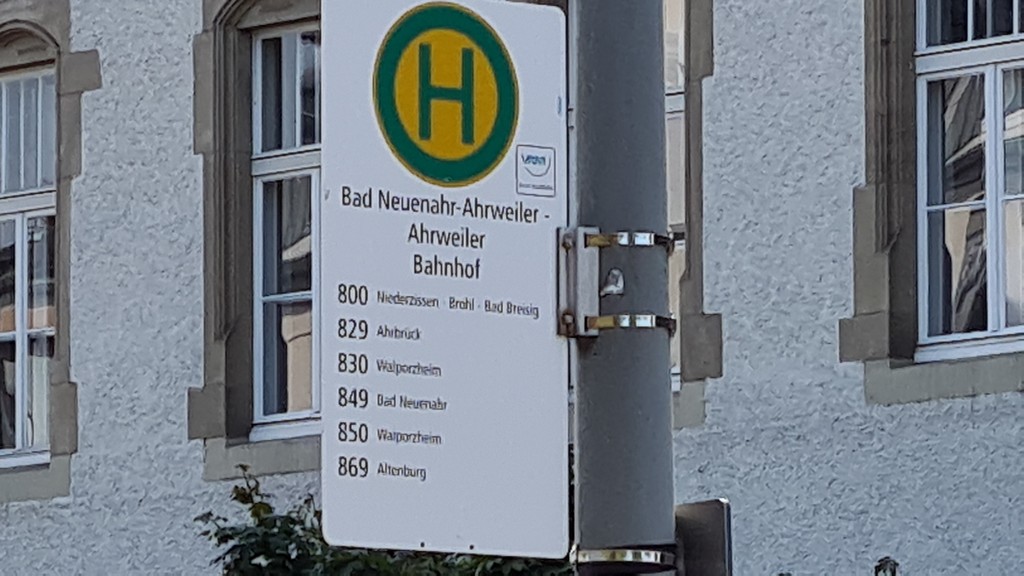 H
Bad Neuenahr-Ahrweiler -
Ahrweiler
Bahnhof
800 Niederzissen · Brohl · Bad Breisig
829 Ahrbrück
830 Walporzheim
849 Bad Neuenahr
850 Walporzheim
869 Altenburg